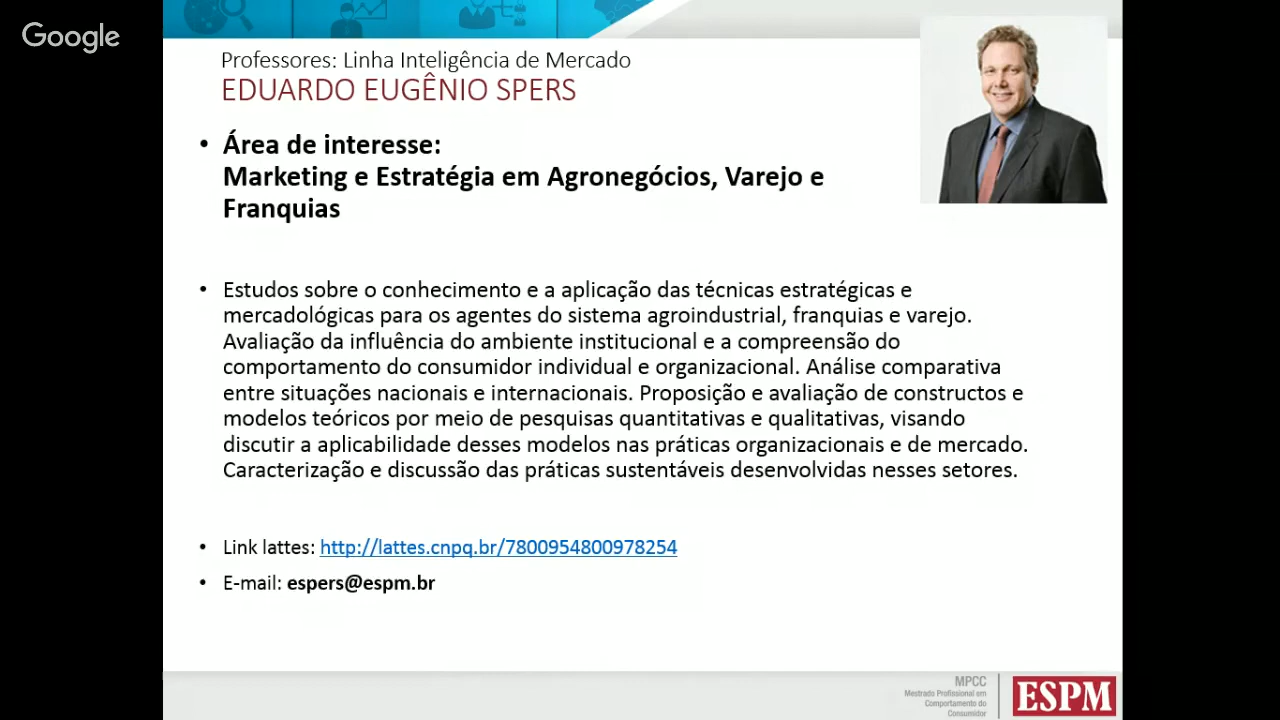 Google
Professores: Linha Inteligência de Mercado
EDUARDO EUGÊNIO SPERS
• Área de interesse:
Marketing e Estratégia em Agronegócios, Varejo e
Franquias
• Estudos sobre o conhecimento e a aplicação das técnicas estratégicas e
mercadológicas para os agentes do sistema agroindustrial, franquias e varejo.
Avaliação da influência do ambiente institucional e a compreensão do
comportamento do consumidor individual e organizacional. Análise comparativa
entre situações nacionais e internacionais. Proposição e avaliação de constructos e
modelos teóricos por meio de pesquisas quantitativas e qualitativas, visando
discutir a aplicabilidade desses modelos nas práticas organizacionais e de mercado.
Caracterização e discussão das práticas sustentáveis desenvolvidas nesses setores.
• Link lattes: http://lattes.cnpq.br/7800954800978254
• E-mail: espers@espm.br
MPCC
Mestrado Profissional em
Comportamento do
Consumidor
ESPM